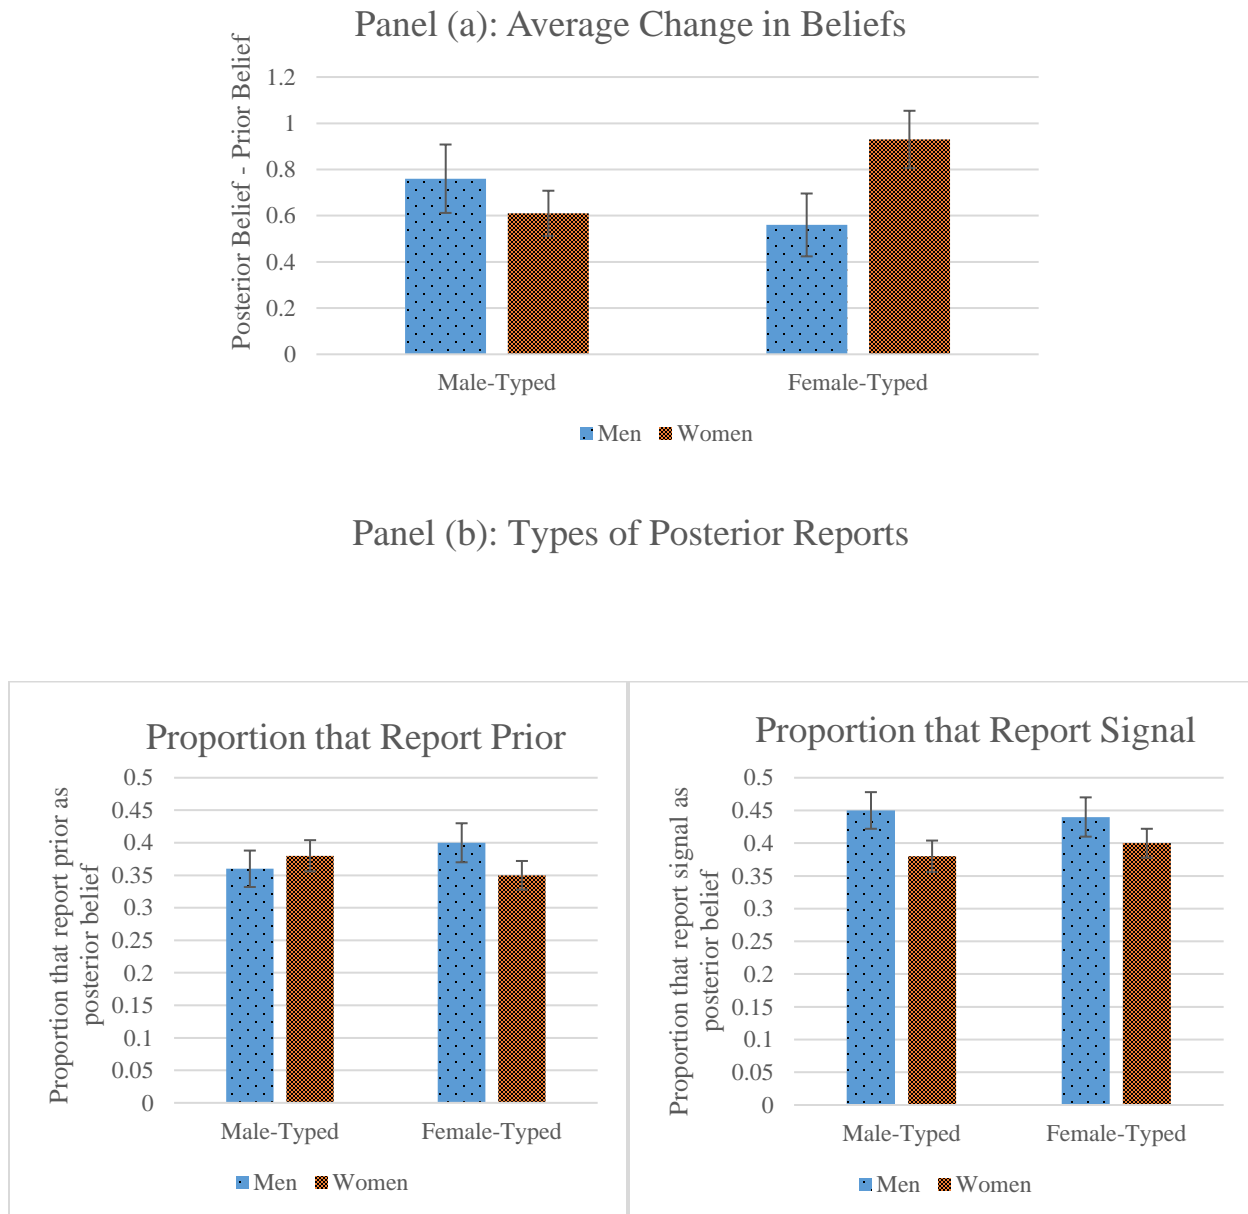 Panel (a): Average Change in Beliefs
Posterior Belief - Prior Belief
1.2
1
0.8
0.6
0.4
0.2
0
Male-Typed Female-Typed
Men Women
Panel (b): Types of Posterior Reports
Proportion that Report Prior
Proportion that report prior as
posterior belief
0.5
0.45
0.4
0.35
0.3
0.25
0.2
0.15
0.1
0.05
0
Male-Typed Female-Typed
Men Women
Proportion that Report Signal
Proportion that report signal as
posterior belief
0.5
0.45
0.4
0.35
0.3
0.25
0.2
0.15
0.1
0.05
0
Male-Typed Female-Typed
Men Women